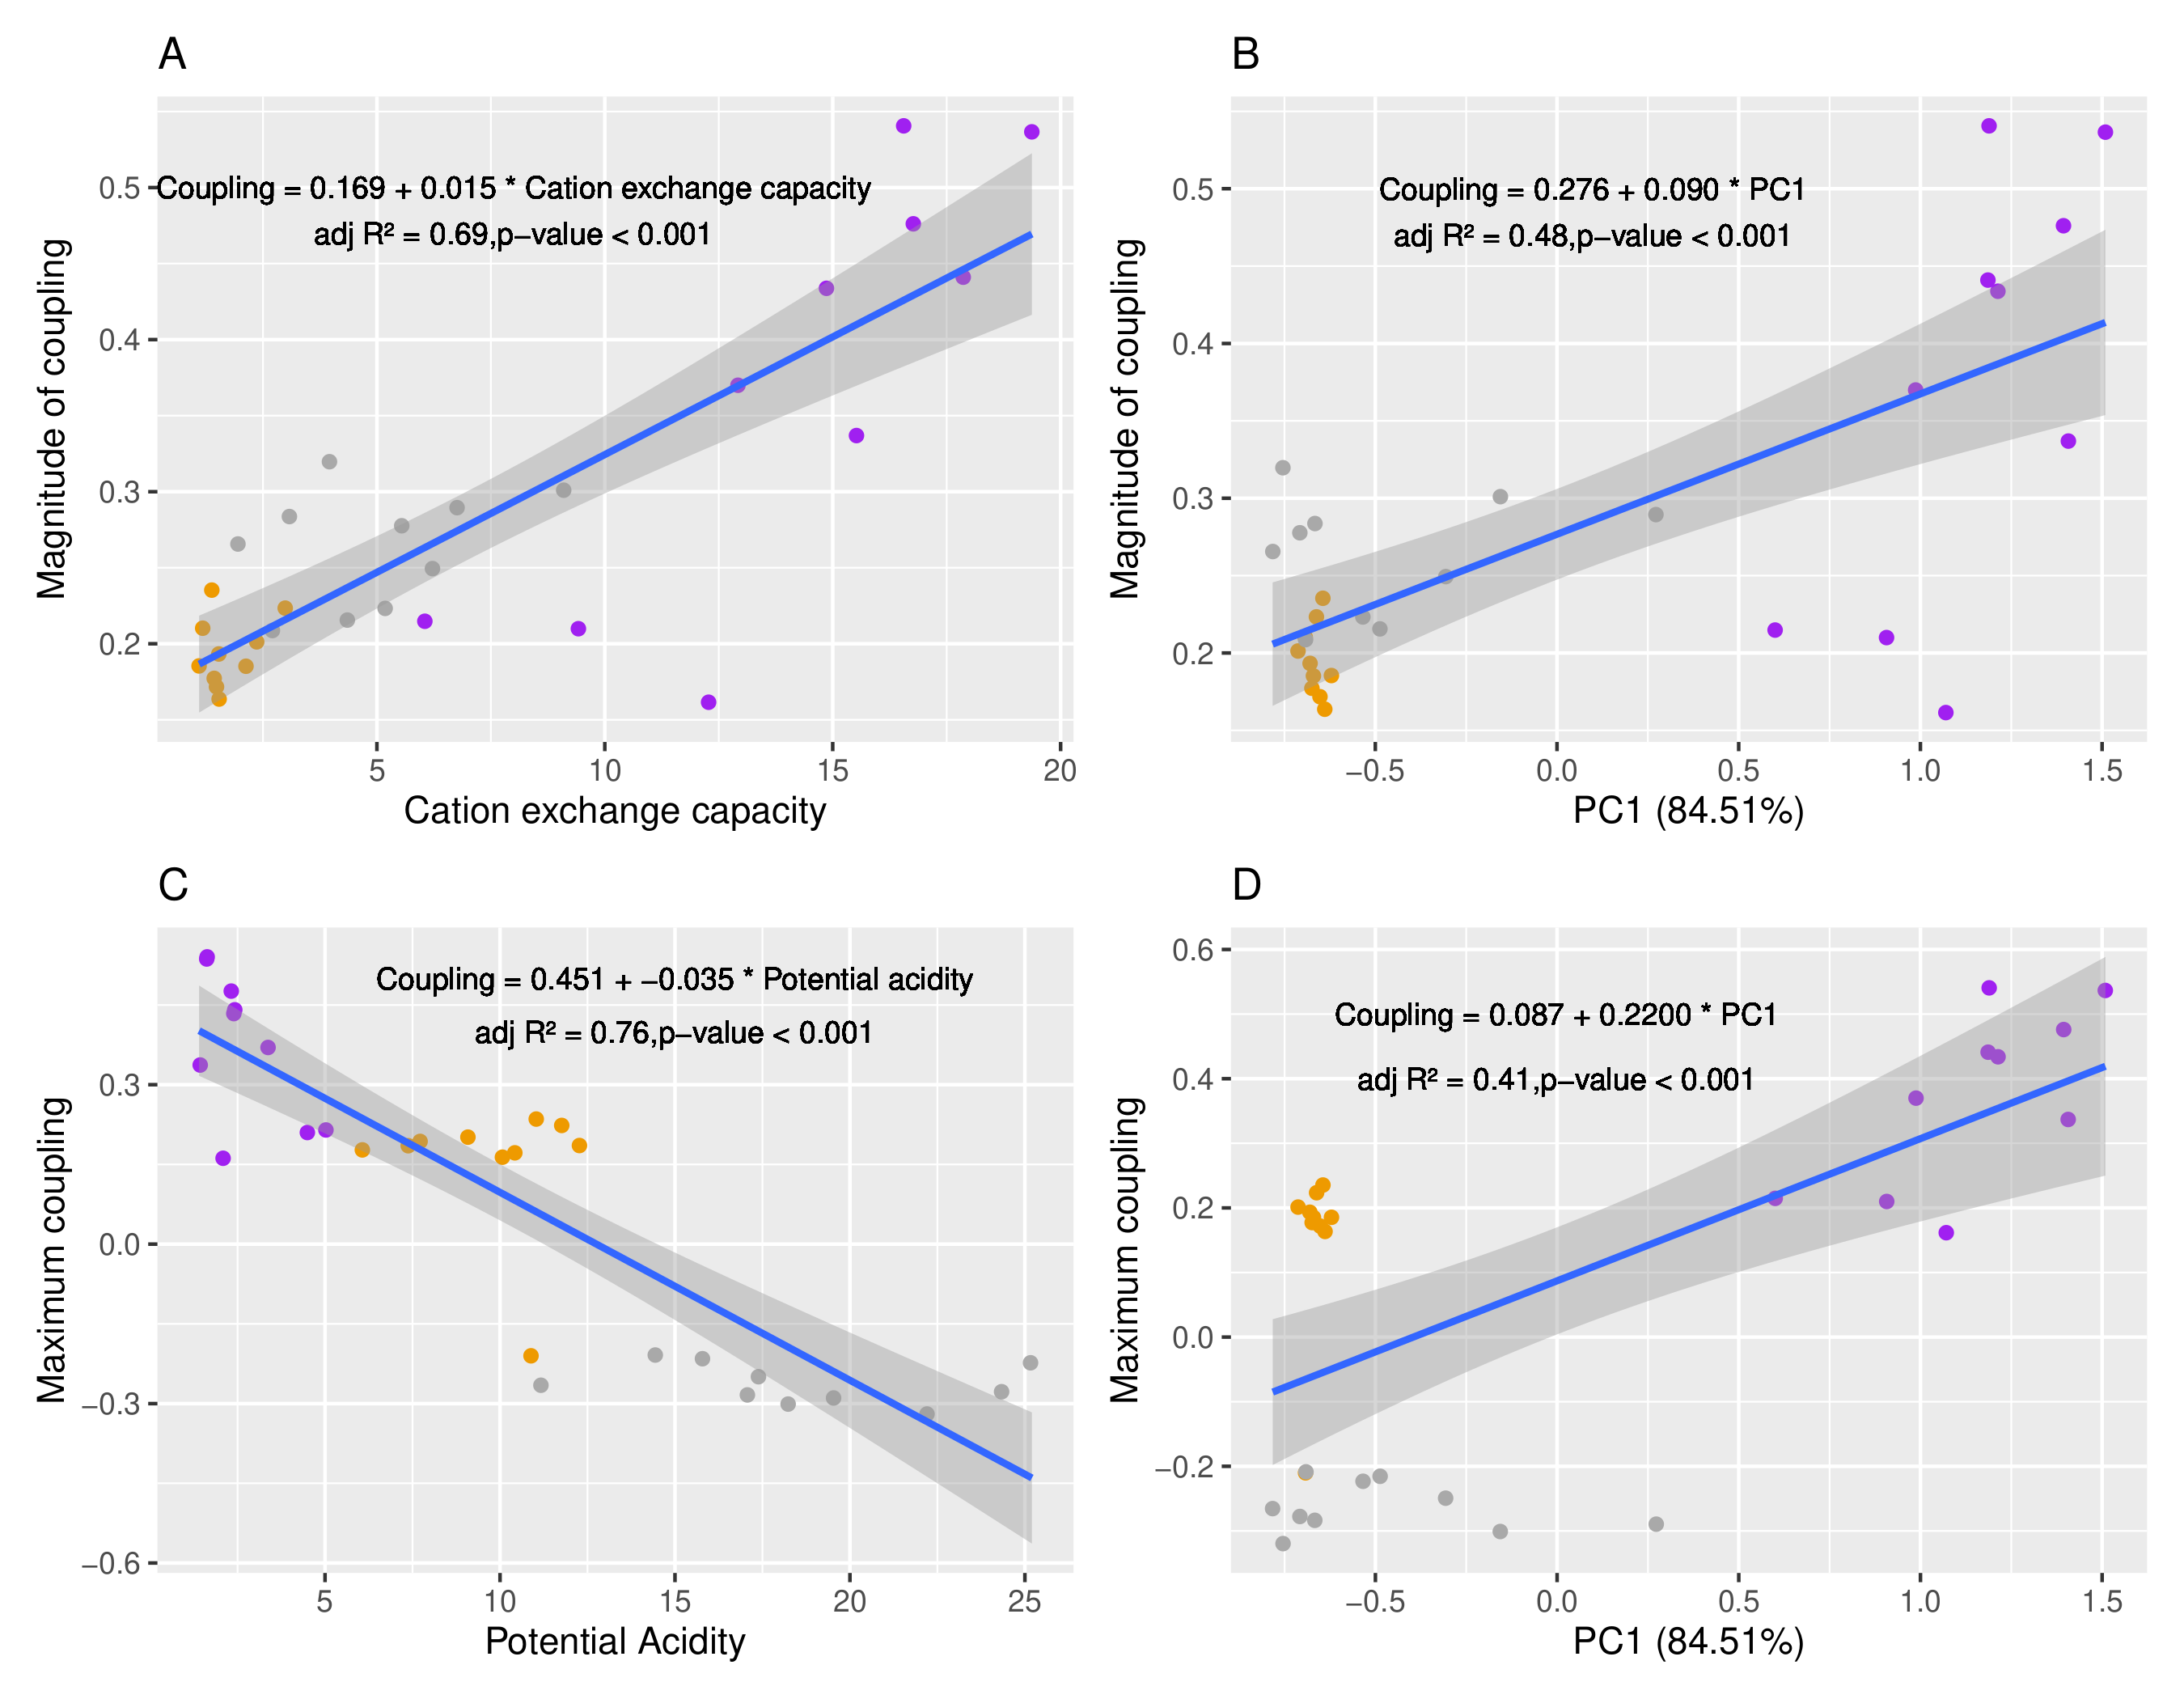 A
Coupling = 0.169 + 0.015 * Cation exchange capacity
adj R² = 0.69,p−value < 0.001
Magnitude of coupling
0.5
0.4
0.3
0.2
5
10
15
20
Cation exchange capacity
B
Coupling = 0.276 + 0.090 * PC1
adj R² = 0.48,p−value < 0.001
Magnitude of coupling
0.5
0.4
0.3
0.2
−0.5
0.0
0.5
1.0
1.5
PC1 (84.51%)
C
Coupling = 0.451 + −0.035 * Potential acidity
adj R² = 0.76,p−value < 0.001
Maximum coupling
0.3
0.0
−0.3
−0.6
5
10
15
20
25
Potential Acidity
D
Coupling = 0.087 + 0.2200 * PC1
adj R² = 0.41,p−value < 0.001
Maximum coupling
0.6
0.4
0.2
0.0
−0.2
−0.5
0.0
0.5
1.0
1.5
PC1 (84.51%)